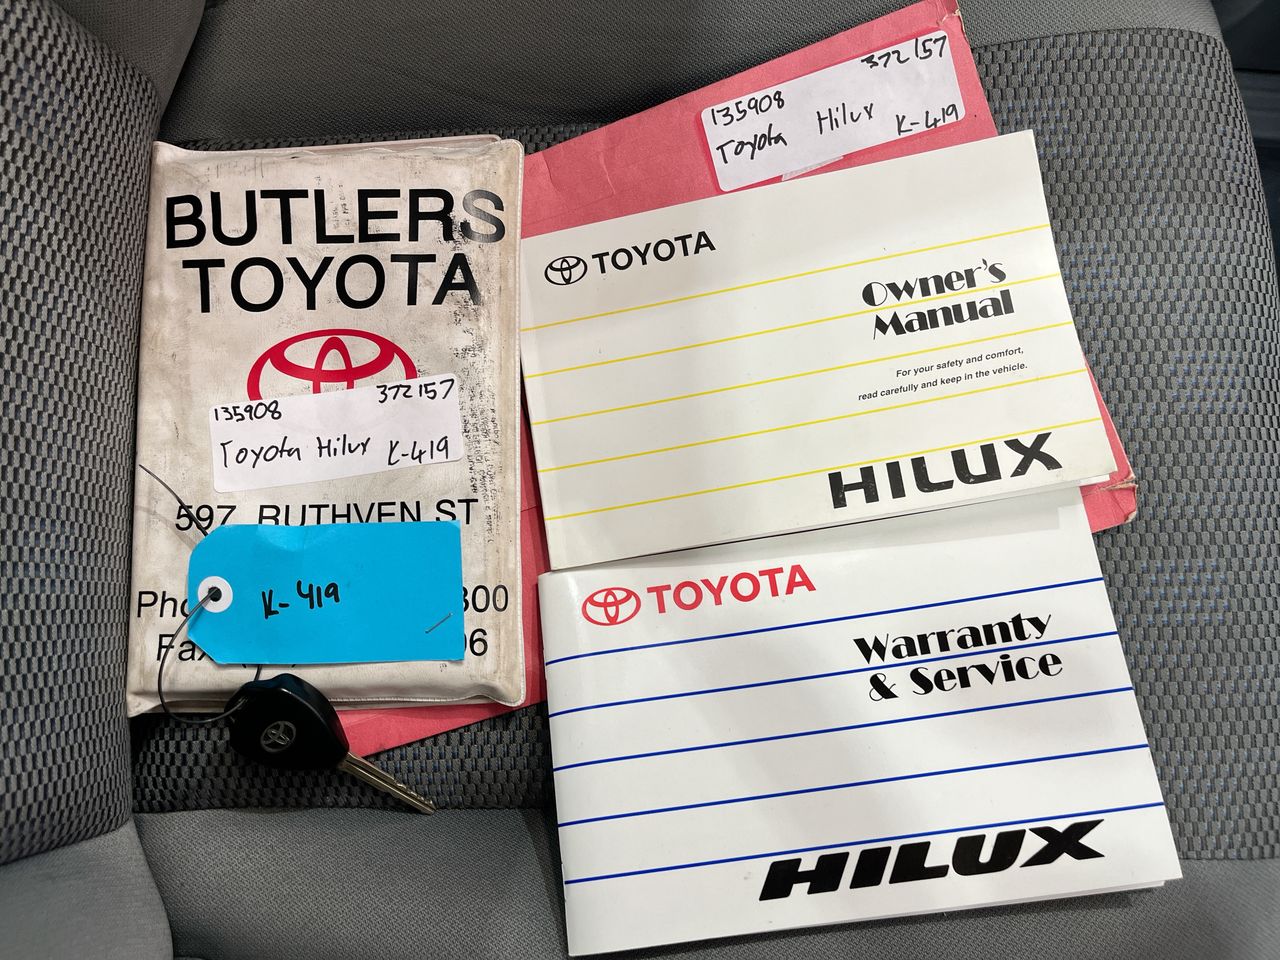 BUTLERS
TOYOTA
135908 372157
Toyota Hilux K-419
597 RUTHVEN ST
K-419
135908 372157
Toyota Hilux K-419
TOYOTA
Owner's
Manual
For your safety and comfort,
read carefully and keep in the vehicle.
HILUX
TOYOTA
Warranty
& Service
HILUX